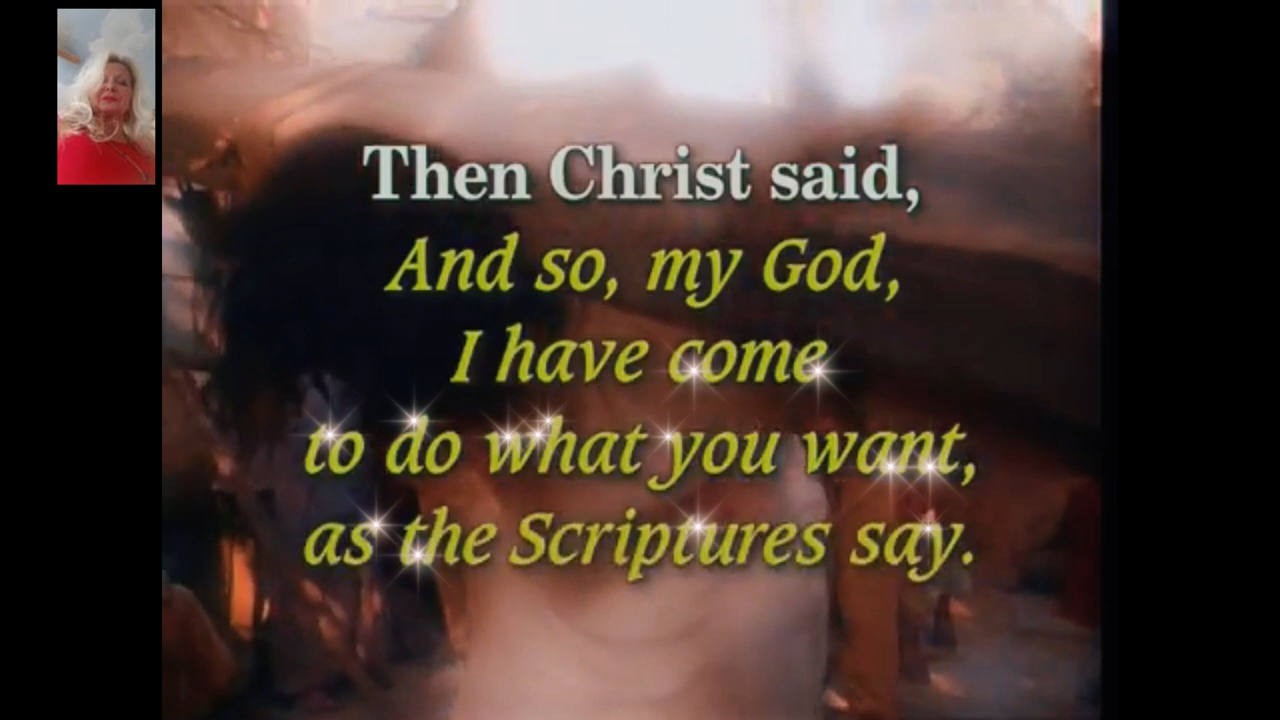 Then Christ said,
And so, my God,
I have come
to do what you want,
as the Scriptures say.